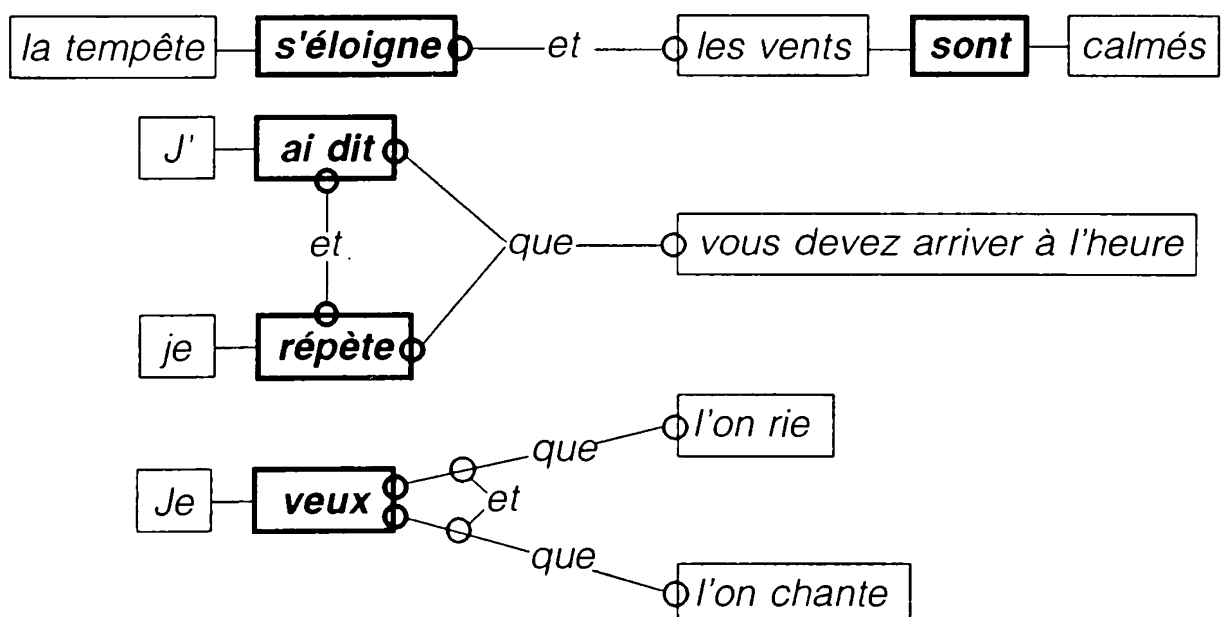 la tempête s'éloigne et les vents sont calmés
J' ai dit
et que vous devez arriver à l'heure
je répète
que l'on rie
Je veux et
que
l'on chante